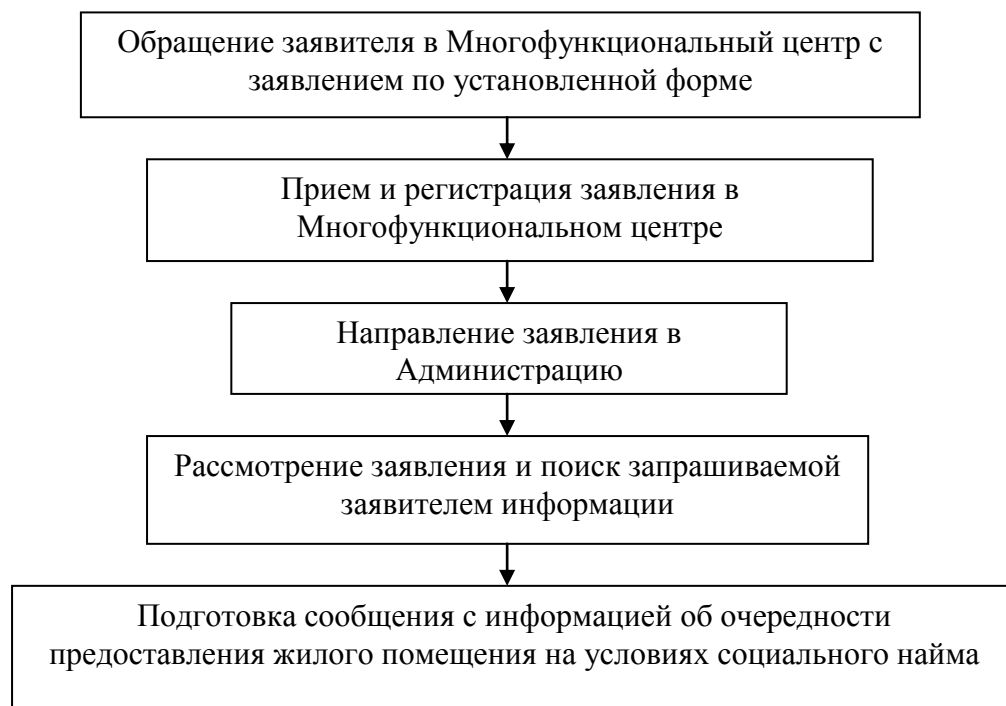 Обращение заявителя в Многофункциональный центр с
заявлением по установленной форме
Прием и регистрация заявления в
Многофункциональном центре
Направление заявления в
Администрацию
Рассмотрение заявления и поиск запрашиваемой
заявителем информации
Подготовка сообщения с информацией об очередности
предоставления жилого помещения на условиях социального найма